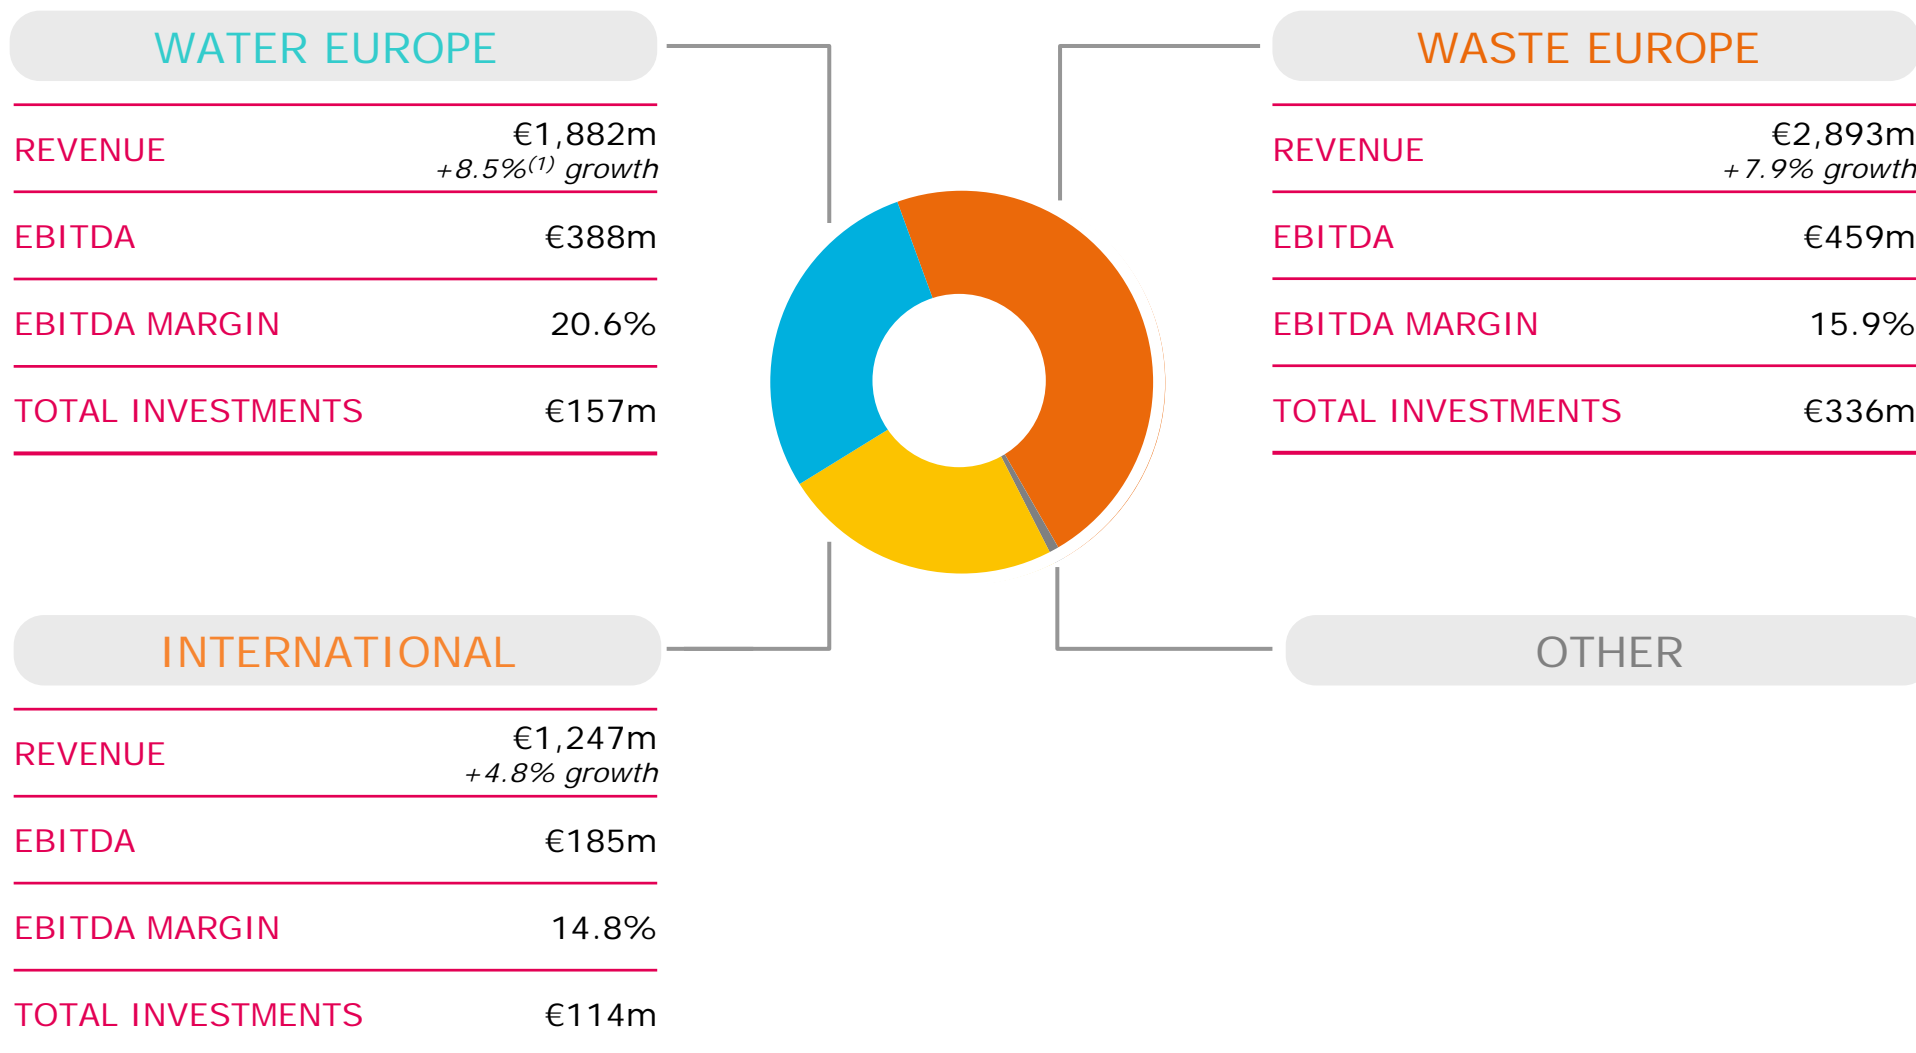 WATER EUROPE
REVENUE €1,882m
+8.5%(1) growth
EBITDA €388m
EBITDA MARGIN 20.6%
TOTAL INVESTMENTS €157m
WASTE EUROPE
REVENUE €2,893m
+7.9% growth
EBITDA €459m
EBITDA MARGIN 15.9%
TOTAL INVESTMENTS €336m
INTERNATIONAL
REVENUE €1,247m
+4.8% growth
EBITDA €185m
EBITDA MARGIN 14.8%
TOTAL INVESTMENTS €114m
OTHER